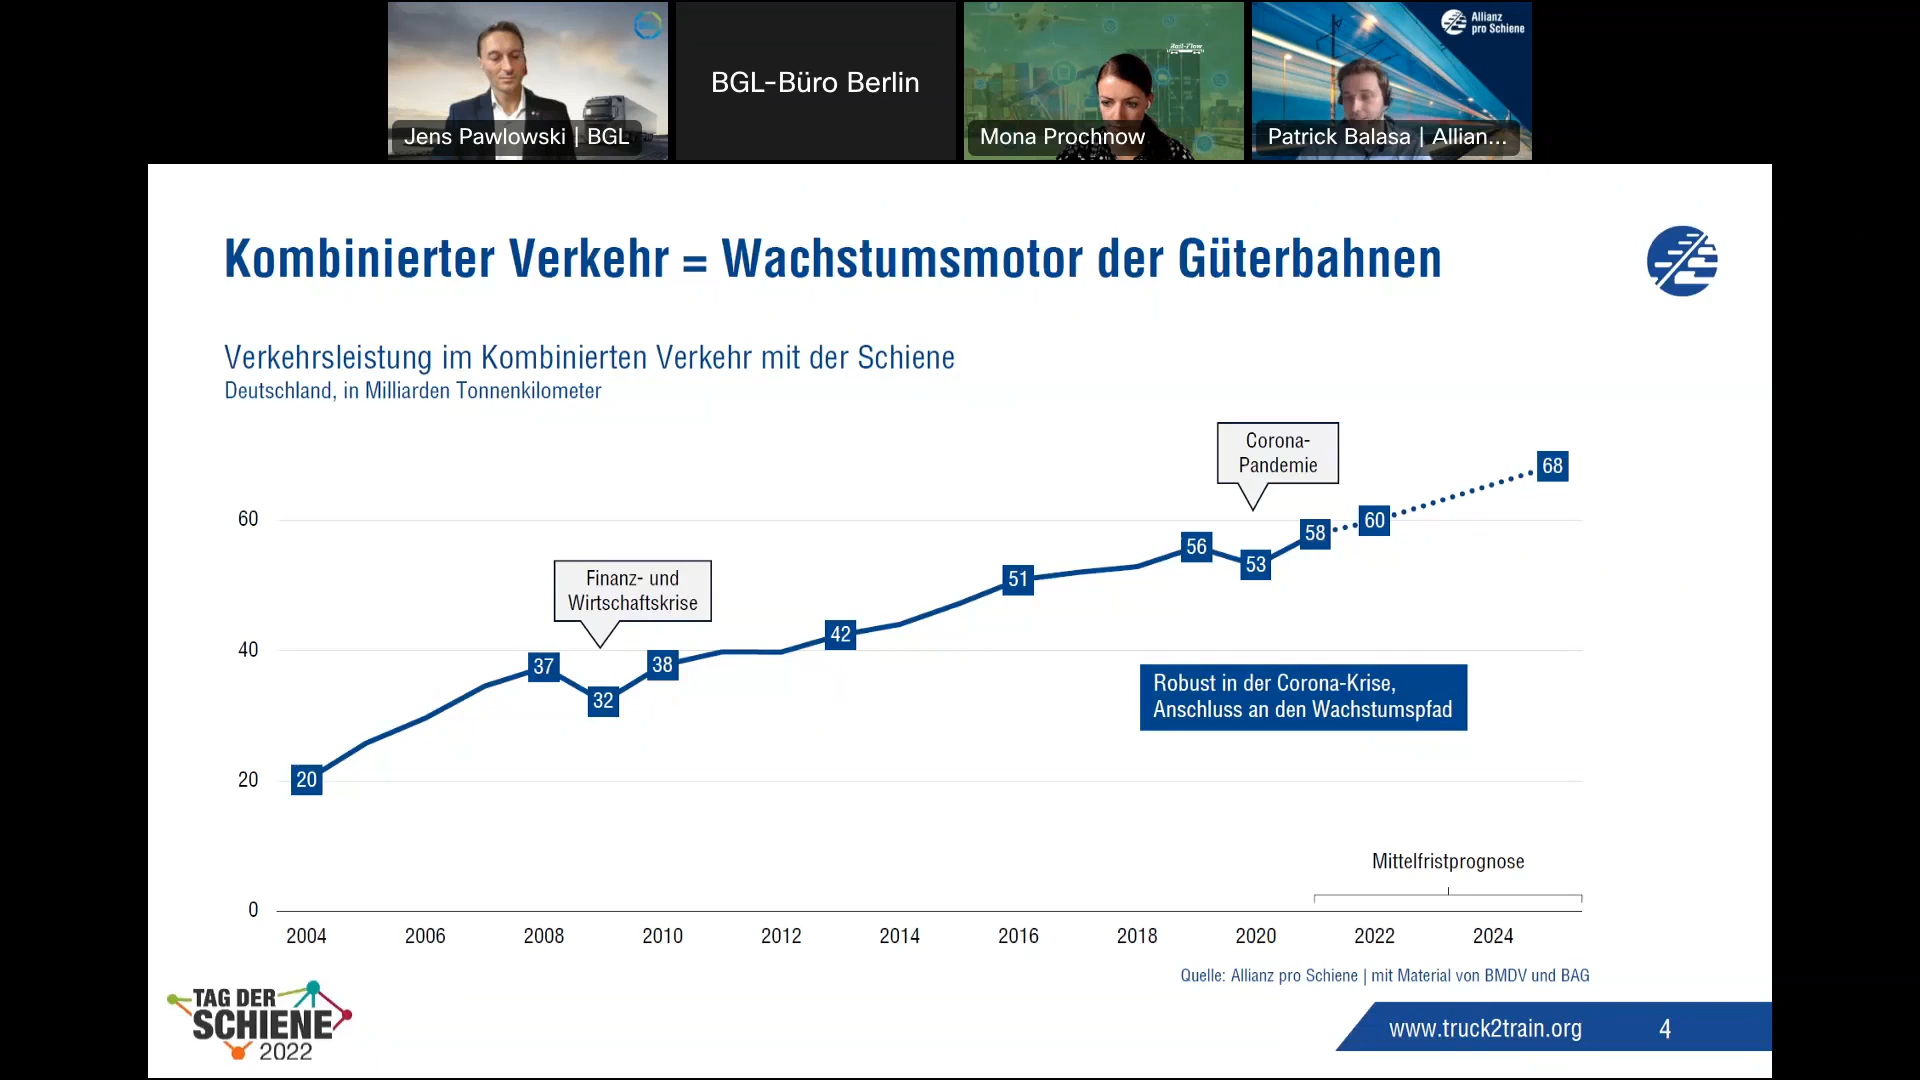 Allianz
pro Schiene
Rail-Flow
BGL-Büro Berlin
Jens Pawlowski | BGL
Mona Prochnow
Patrick Balasa | Allian...
Kombinierter Verkehr = Wachstumsmotor der Güterbahnen
Verkehrsleistung im Kombinierten Verkehr mit der Schiene
Deutschland, in Milliarden Tonnenkilometer
Corona-
Pandemie
68
60
60
58
56
53
Finanz- und
Wirtschaftskrise
51
42
40
37
38
32
Robust in der Corona-Krise,
Anschluss an den Wachstumspfad
20
20
Mittelfristprognose
0
2004 2006 2008 2010 2012 2014 2016 2018 2020 2022 2024
Quelle: Allianz pro Schiene | mit Material von BMDV und BAG
TAG DER
SCHIENE
2022
www.truck2train.org 4